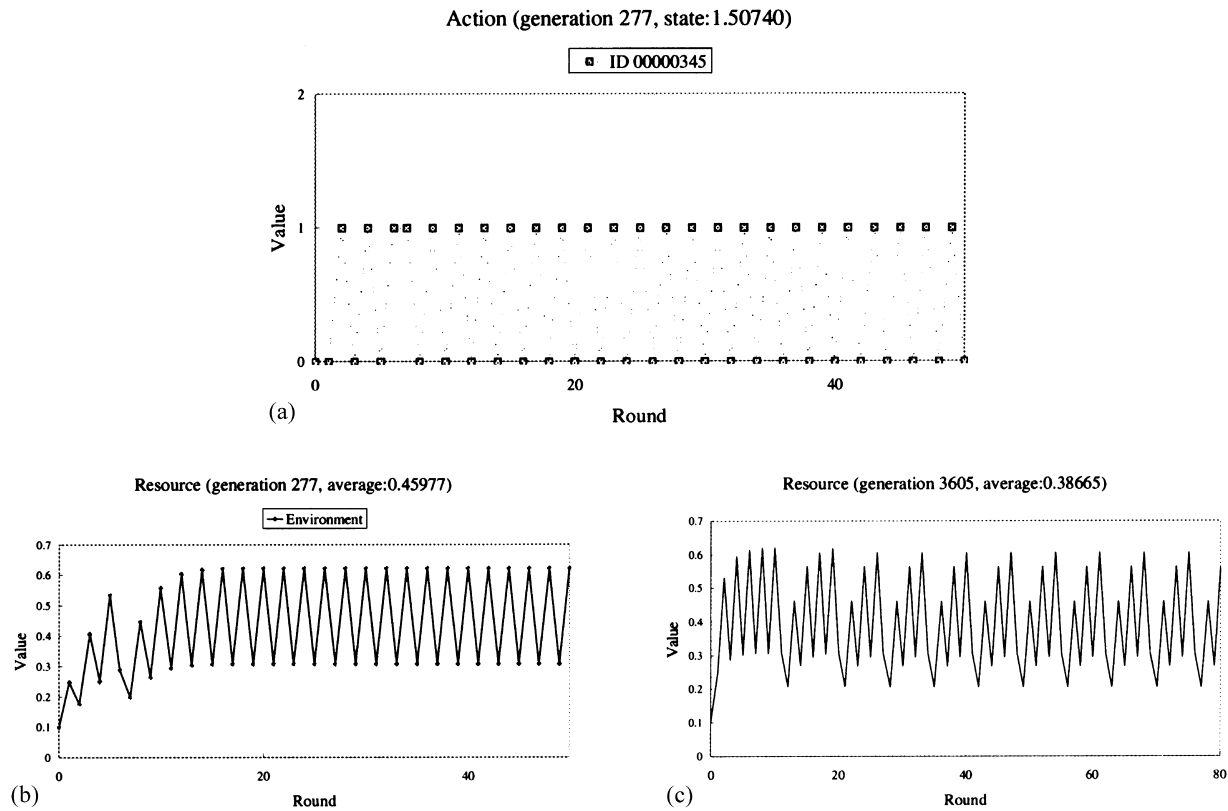 Action (generation 277, state:1.50740)
ID 00000345
2
1
0
Value
0
20
40
Round
(a)
Resource (generation 277, average:0.45977)
Environment
0.7
0.6
0.5
0.4
0.3
0.2
0.1
0
Value
0
20
40
Round
(b)
Resource (generation 3605, average:0.38665)
0.7
0.6
0.5
0.4
0.3
0.2
0.1
0
Value
0
20
40
60
80
Round
(c)